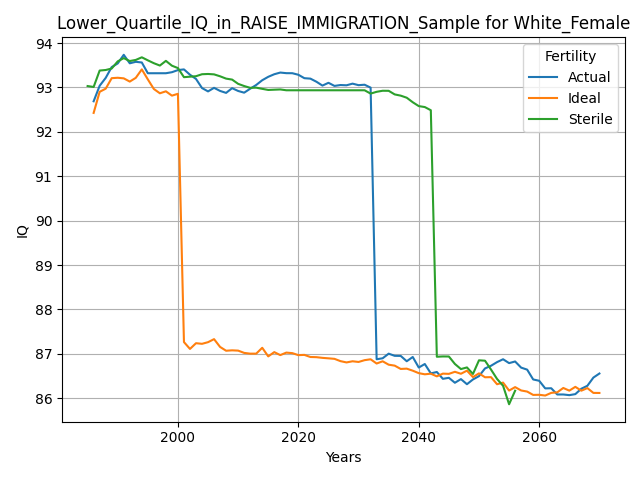 Lower_Quartile_IQ_in_RAISE_IMMIGRATION_Sample for White_Female
Fertility
Actual
Ideal
Sterile
94
93
92
91
90
89
88
87
86
IQ
2000 2020 2040 2060
Years